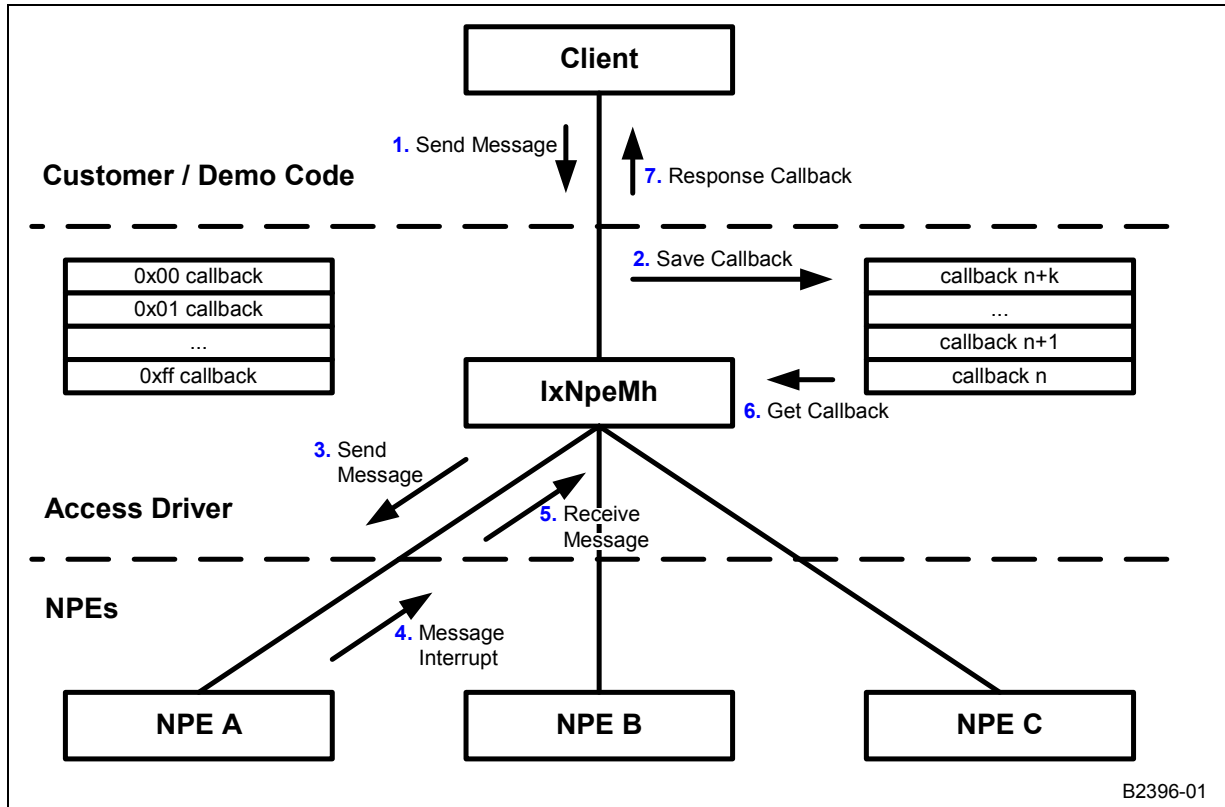 Client
1. Send Message
7. Response Callback
Customer / Demo Code
2. Save Callback
0x00 callback
0x01 callback
...
0xff callback
callback n+k
...
callback n+1
callback n
IxNpeMh
6. Get Callback
3. Send
Message
5. Receive
Message
Access Driver
NPEs
4. Message
Interrupt
NPE A
NPE B
NPE C
B2396-01